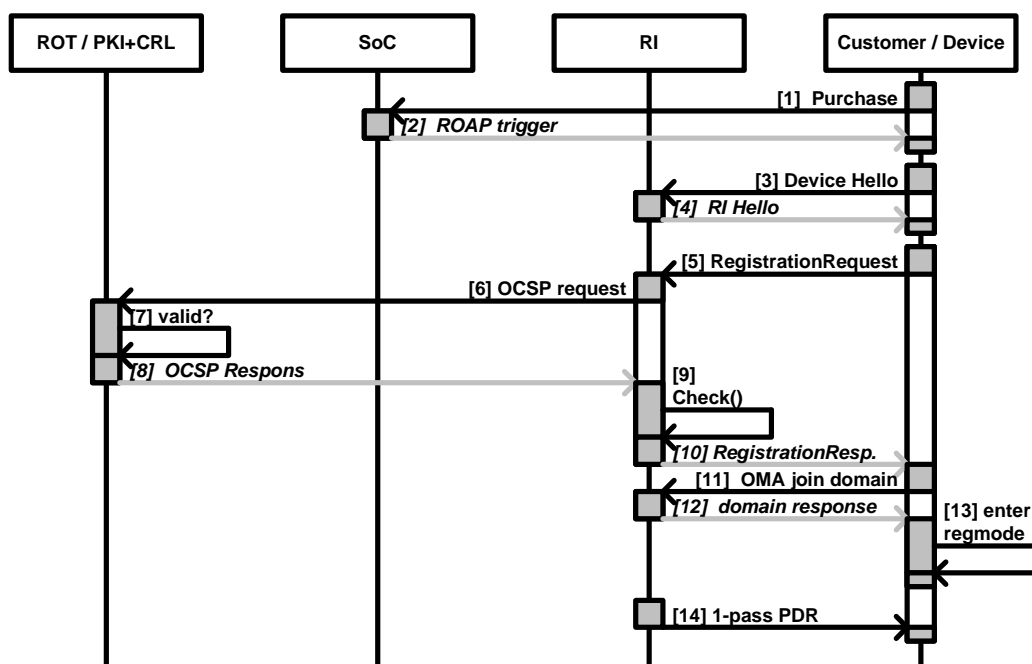 ROT / PKI+CRL
SoC
RI
Customer / Device
[1] Purchase
[2] ROAP trigger
[3] Device Hello
[4] RI Hello
[5] RegistrationRequest
[6] OCSP request
[7] valid?
[8] OCSP Respons
[9]
Check()
[10] RegistrationResp.
[11] OMA join domain
[12] domain response
[13] enter
regmode
[14] 1-pass PDR